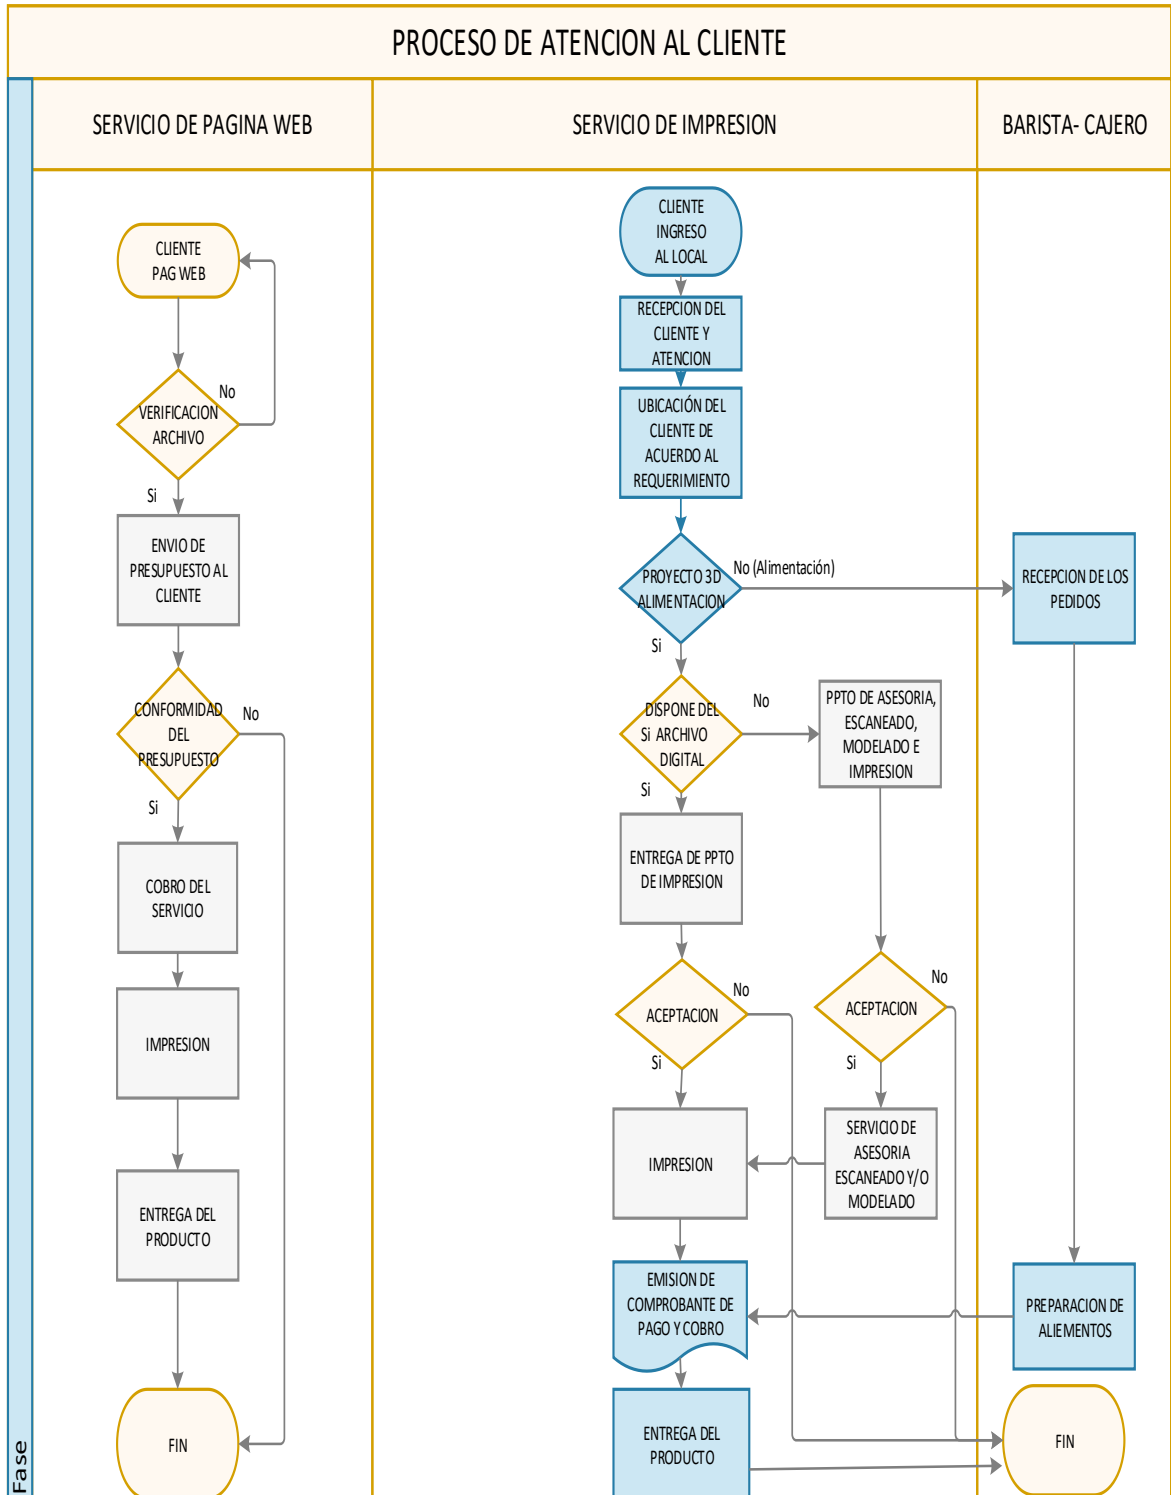 PROCESO DE ATENCION AL CLIENTE
SERVICIO DE PAGINA WEB
SERVICIO DE IMPRESION
BARISTA- CAJERO
Fase
CLIENTE
PAG WEB
No
VERIFICACION
ARCHIVO
Si
ENVIO DE
PRESUPUESTO AL
CLIENTE
CONFORMIDAD
DEL
PRESUPUESTO
No
Si
COBRO DEL
SERVICIO
IMPRESION
ENTREGA DEL
PRODUCTO
FIN
CLIENTE
INGRESO
AL LOCAL
RECEPCION DEL
CLIENTE Y
ATENCION
UBICACIÓN DEL
CLIENTE DE
ACUERDO AL
REQUERIMIENTO
PROYECTO 3D
ALIMENTACION
No (Alimentación)
Si
DISPONE DEL
Si ARCHIVO
DIGITAL
No
Si
PPTO DE ASESORIA,
ESCANEADO,
MODELADO E
IMPRESION
ENTREGA DE PPTO
DE IMPRESION
ACEPTACION
No
Si
ACEPTACION
No
Si
IMPRESION
SERVICIO DE
ASESORIA
ESCANEADO Y/O
MODELADO
EMISION DE
COMPROBANTE DE
PAGO Y COBRO
ENTREGA DEL
PRODUCTO
RECEPCION DE LOS
PEDIDOS
PREPARACION DE
ALIEMENTOS
FIN